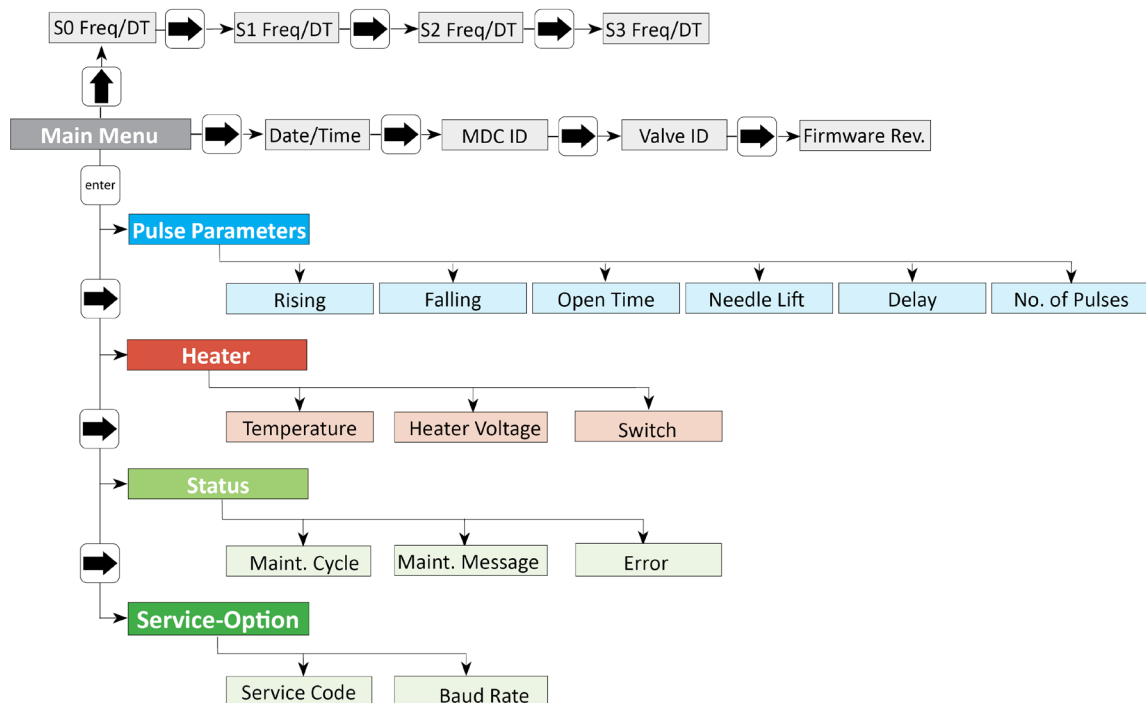 S0 Freq/DT
S1 Freq/DT
S2 Freq/DT
S3 Freq/DT
Main Menu
Date/Time
MDC ID
Valve ID
Firmware Rev.
enter
Pulse Parameters
Rising
Falling
Open Time
Needle Lift
Delay
No. of Pulses
Heater
Temperature
Heater Voltage
Switch
Status
Maint. Cycle
Maint. Message
Error
Service-Option
Service Code
Baud Rate